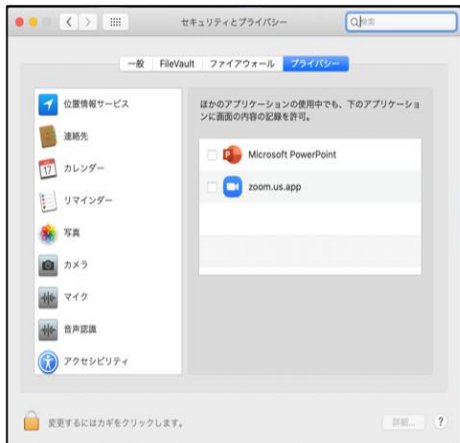 セキュリティとプライバシー
検索
一般 FileVault ファイアウォール プライバシー
位置情報サービス
連絡先
17 カレンダー
リマインダー
写真
カメラ
マイク
音声認識
アクセシビリティ
ほかのアプリケーションの使用中でも、下のアプリケーショ
ンに画面の内容の記録を許可。
Microsoft PowerPoint
zoom.us.app
変更するにはカギをクリックします。
詳細... ?